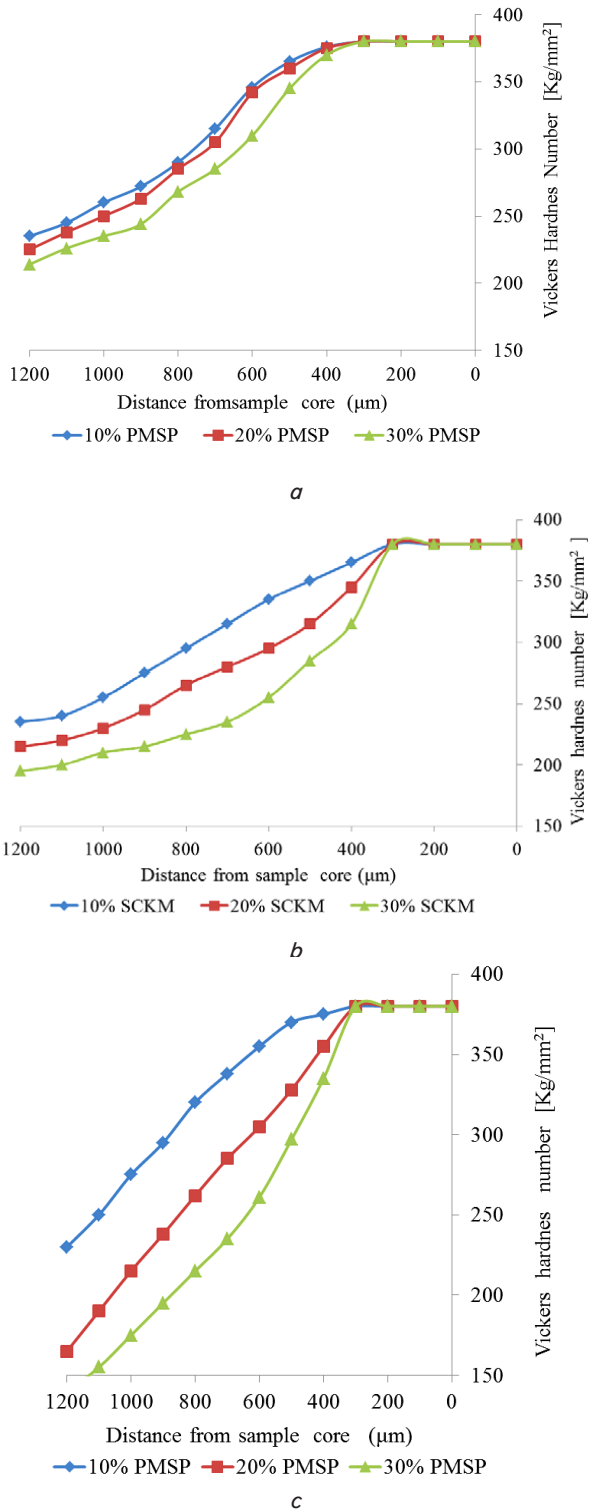 400
350
300
250
200
150
Vickers Hardnes Number [Kg/mm²]
1200 1000 800 600 400 200 0
Distance fromsample core (μm)
10% PMSP 20% PMSP 30% PMSP
a
400
350
300
250
200
150
Vickers hardnes number [Kg/mm² ]
1200 1000 800 600 400 200 0
Distance from sample core (μm)
10% SCKM 20% SCKM 30% SCKM
b
400
350
300
250
200
150
Vickers hardnes number [Kg/mm²]
1200 1000 800 600 400 200 0
Distance from sample core (μm)
10% PMSP 20% PMSP 30% PMSP
c